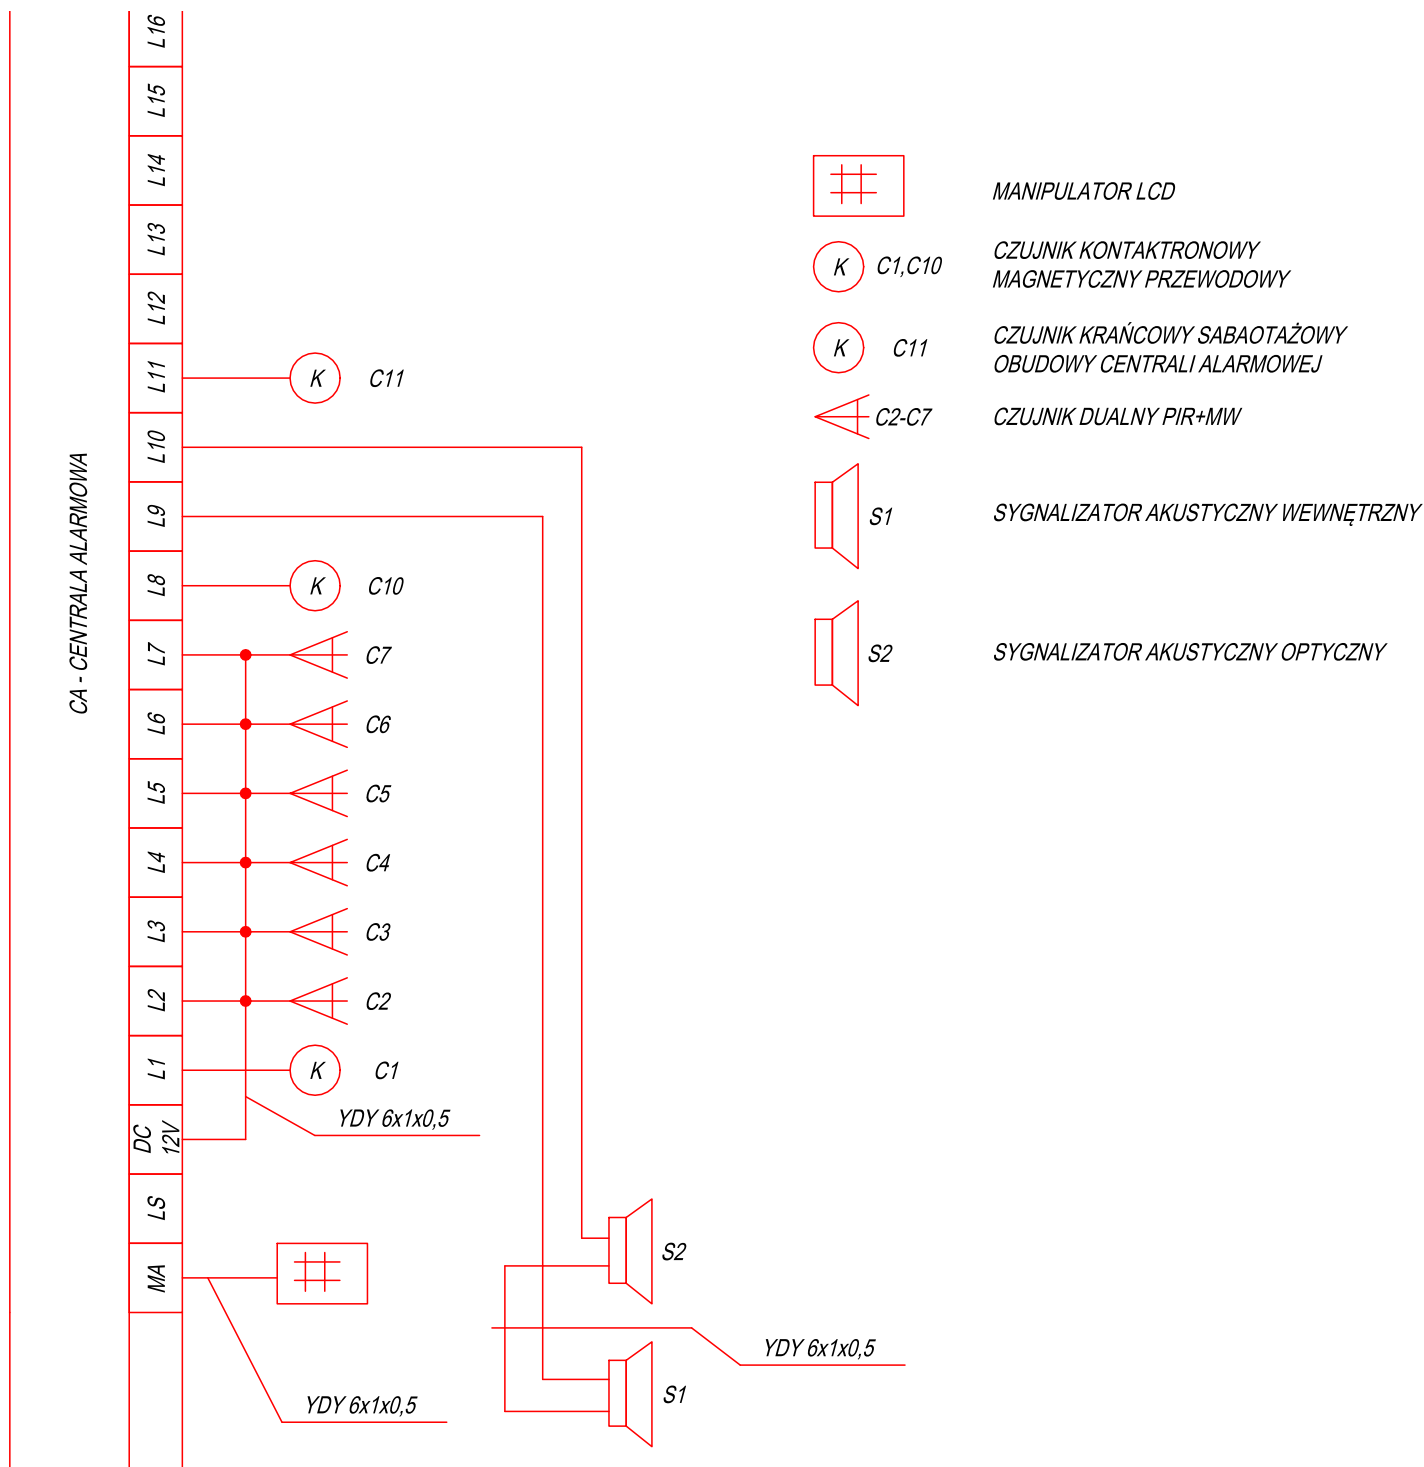 CA - CENTRALA ALARMOWA
L16
L15
L14
L13
L12
L11
C11
L10
L9
L8
C10
L7
C7
L6
C6
L5
C5
L4
C4
L3
C3
L2
C2
L1
K
C1
YDY 6x1x0,5
DC
12V
LS
MA
YDY 6x1x0,5
K
K
S2
YDY 6x1x0,5
S1
MANIPULATOR LCD
K
C1,C10
CZUJNIK KONTAKTRONOWY
MAGNETYCZNY PRZEWODOWY
K
C11
CZUJNIK KRAŃCOWY SABAOTAŻOWY
OBUDOWY CENTRALI ALARMOWEJ
C2-C7
CZUJNIK DUALNY PIR+MW
S1
SYGNALIZATOR AKUSTYCZNY WEWNĘTRZNY
S2
SYGNALIZATOR AKUSTYCZNY OPTYCZNY